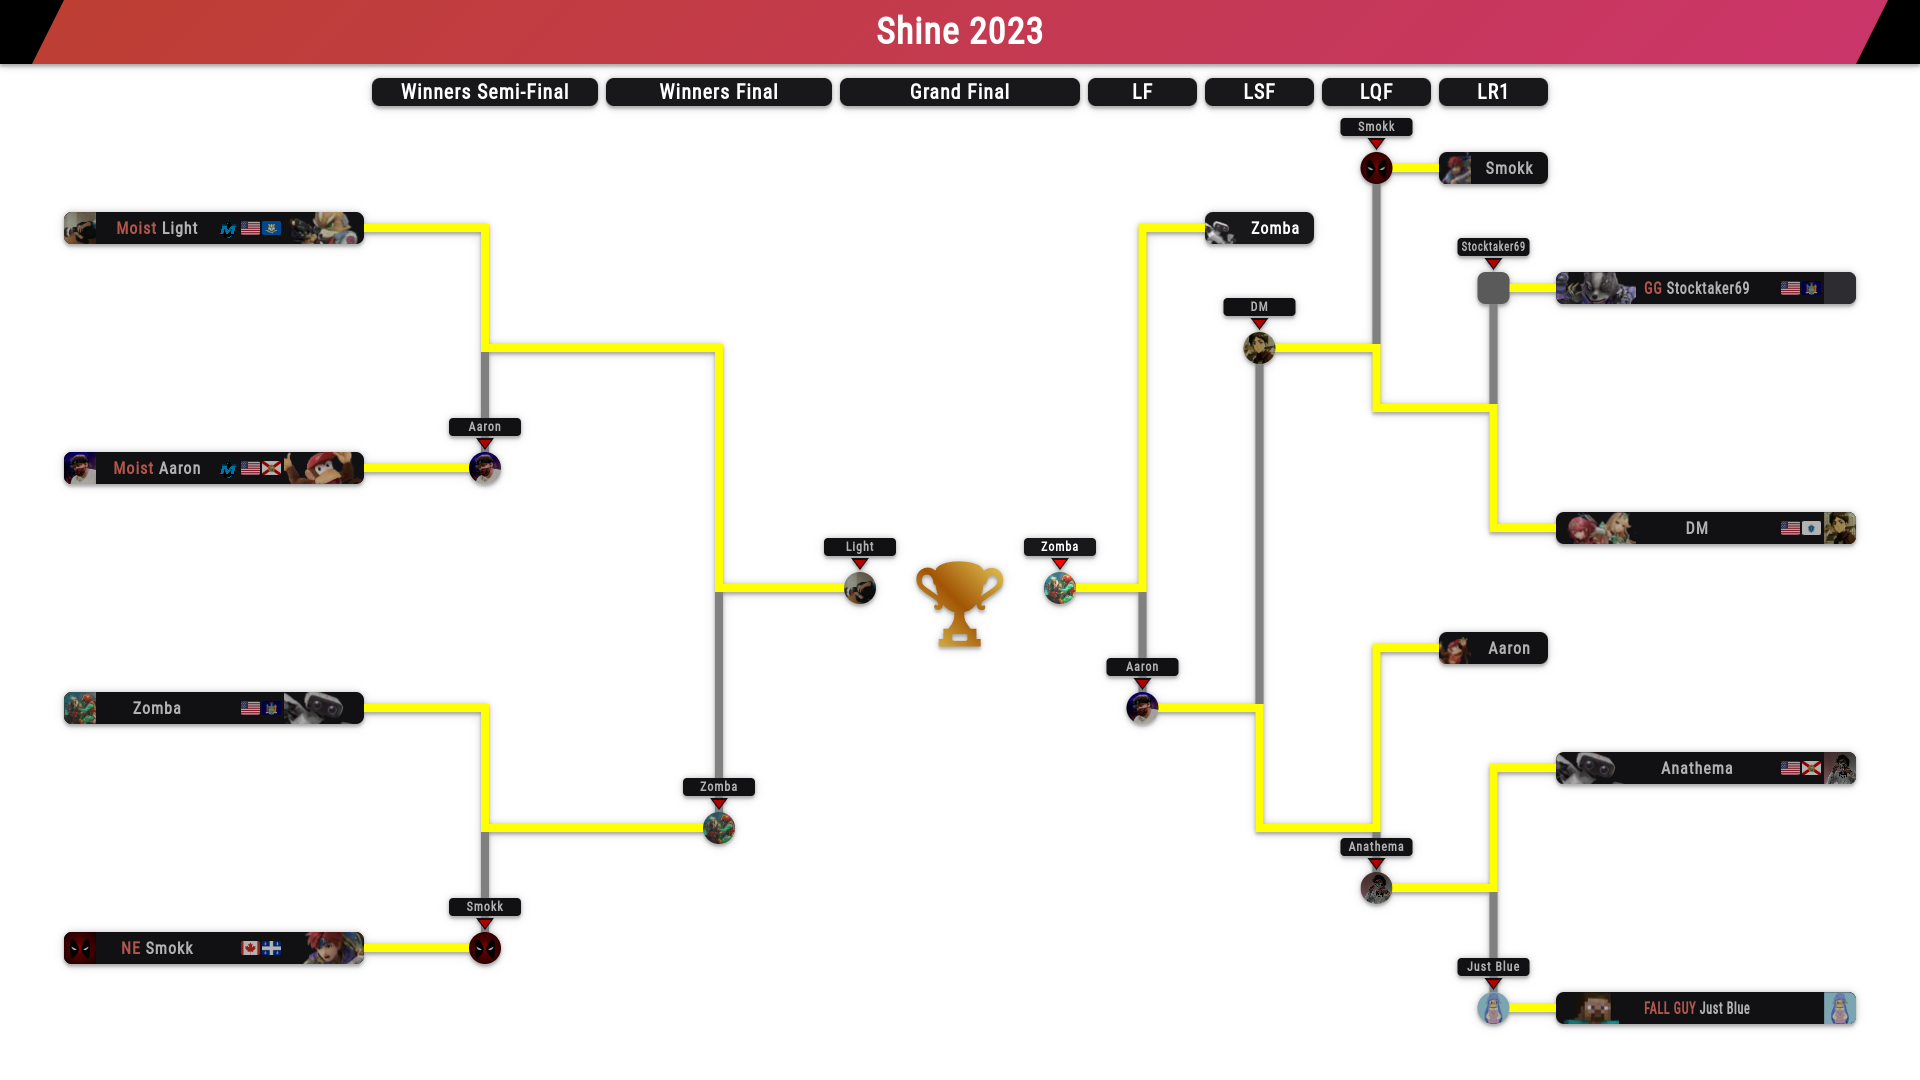 Shine 2023
Winners Semi-Final
Winners Final
Grand Final
LF
LSF
LQF
LR1
Moist Light
Aaron
Moist Aaron
Zomba
Smokk
NE Smokk
Zomba
Light
Zomba
Aaron
Zomba
DM
Smokk
Smokk
Stocktaker69
GG Stocktaker69
DM
Aaron
Anathema
Anathema
Just Blue
FALL GUY Just Blue